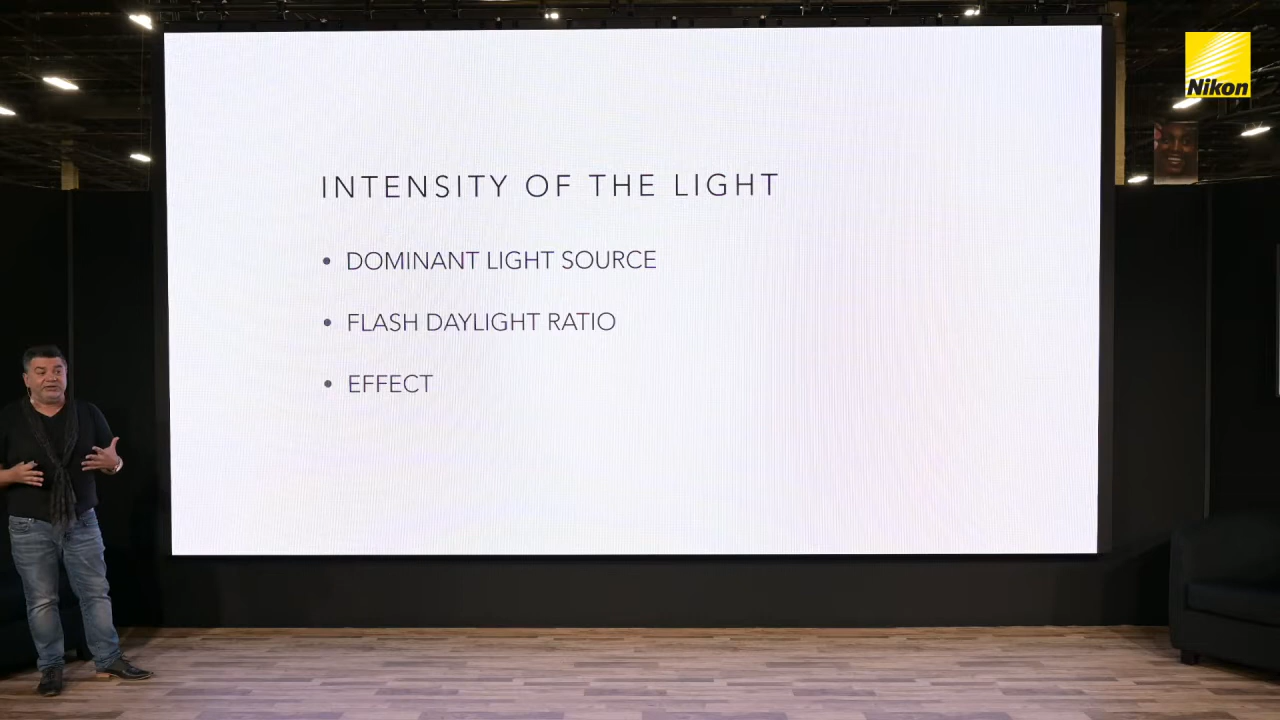 Nikon
INTENSITY OF THE LIGHT
• DOMINANT LIGHT SOURCE
• FLASH DAYLIGHT RATIO
• EFFECT